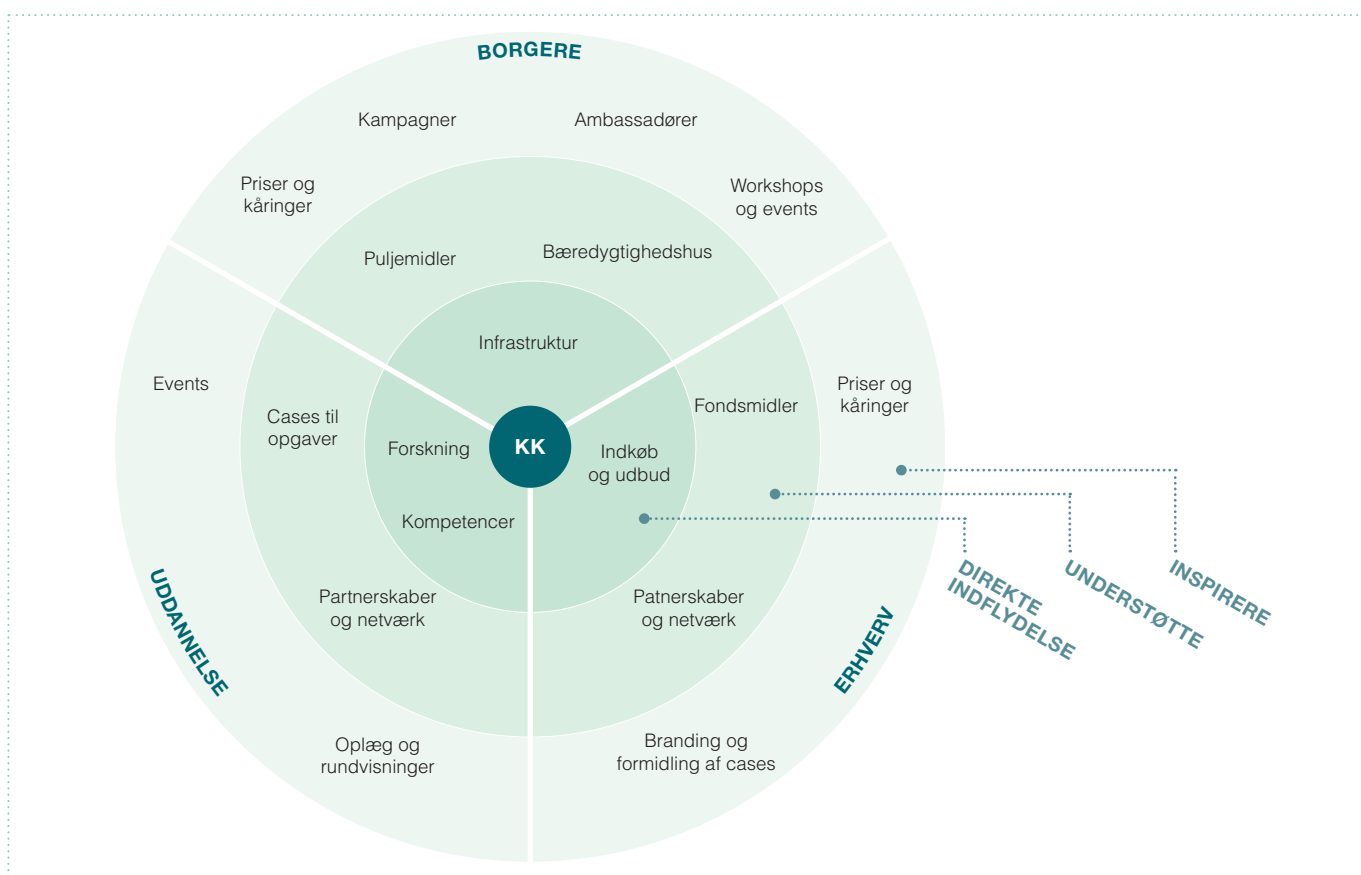 BORGERE
Kampagner
Ambassadører
Priser og
kåringer
Workshops
og events
Puljemidler
Bæredygtighedshus
Infrastruktur
Events
Cases til
opgaver
Forskning
KK
Indkøb
og udbud
Fondsmidler
Priser og
kåringer
Kompetencer
Partnerskaber
og netværk
Patnerskaber
og netværk
UDDANNELSE
ERHVERV
DIREKTE
INDFLYDELSE
UNDERSTØTTE
INSPIRERE
Oplæg og
rundvisninger
Branding og
formidling af cases